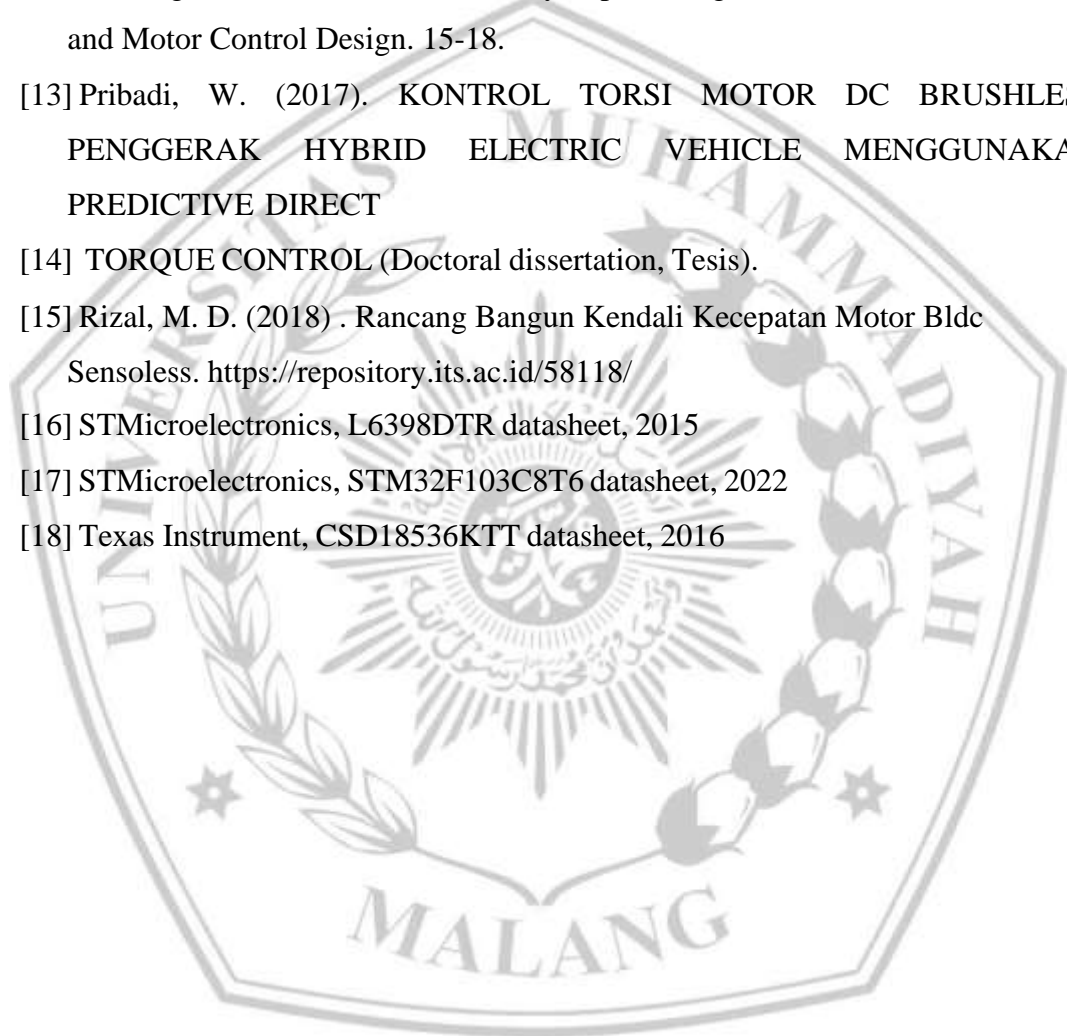 and Motor Control Design. 15-18.
[13] Pribadi, W. (2017). KONTROL TORSI MOTOR DC BRUSHLES
PENGGERAK HYBRID ELECTRIC VEHICLE MENGGUNAKA
PREDICTIVE DIRECT
[14] TORQUE CONTROL (Doctoral dissertation, Tesis).
[15] Rizal, M. D. (2018) . Rancang Bangun Kendali Kecepatan Motor Bldc
Sensoless. https://repository.its.ac.id/58118/
[16] STMicroelectronics, L6398DTR datasheet, 2015
[17] STMicroelectronics, STM32F103C8T6 datasheet, 2022
[18] Texas Instrument, CSD18536KTT datasheet, 2016
UNIVERSITAS MUHAMMADIYAH
MALANG